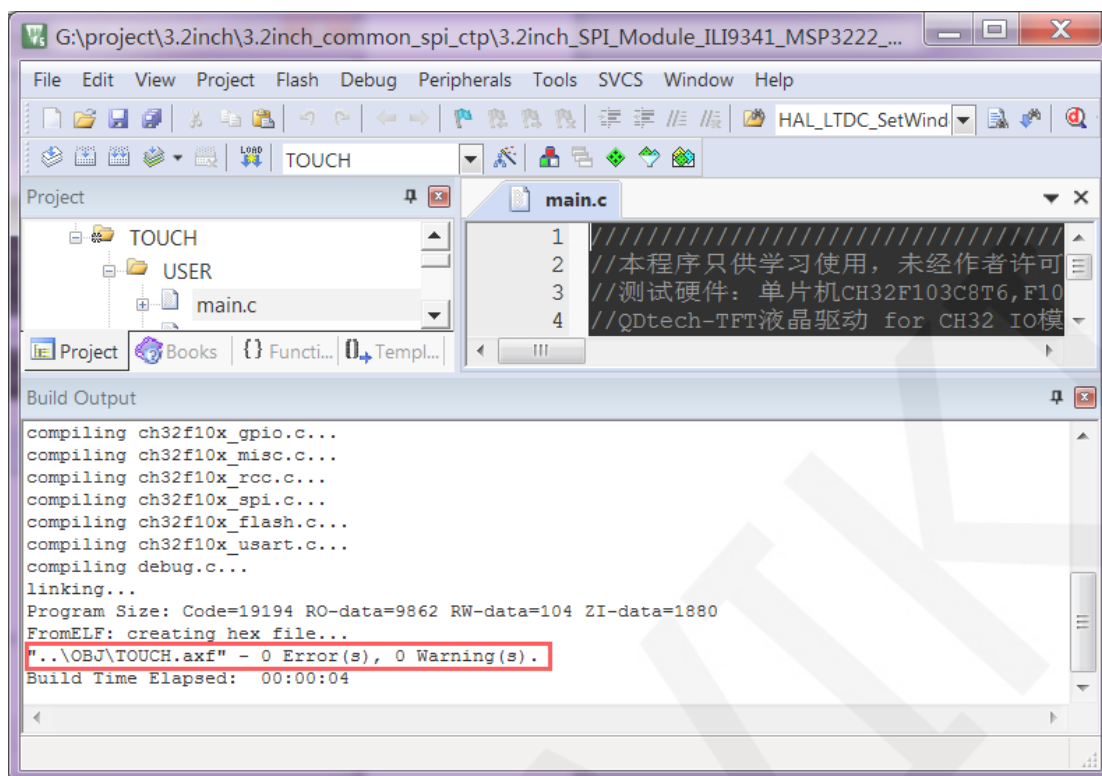 G:\project\3.2inch\3.2inch_common_spi_ctp\3.2inch_SPI_Module_ILI9341_MSP3222_...
File Edit View Project Flash Debug Peripherals Tools SVCS Window Help
HAL_LTDC_SetWind
LOAD TOUCH
Project
main.c
TOUCH
USER
main.c
1 //////////////////////////////////
2 //本程序只供学习使用，未经作者许可
3 //测试硬件：单片机CH32F103C8T6,F10
4 //QDtech-TFT液晶驱动 for CH32 IO模
Project Books {} Functi... Templ...
Build Output
compiling ch32f10x_gpio.c...
compiling ch32f10x_misc.c...
compiling ch32f10x_rcc.c...
compiling ch32f10x_spi.c...
compiling ch32f10x_flash.c...
compiling ch32f10x_usart.c...
compiling debug.c...
linking...
Program Size: Code=19194 RO-data=9862 RW-data=104 ZI-data=1880
FromELF: creating hex file...
"..\OBJ\TOUCH.axf" - 0 Error(s), 0 Warning(s).
Build Time Elapsed:  00:00:04